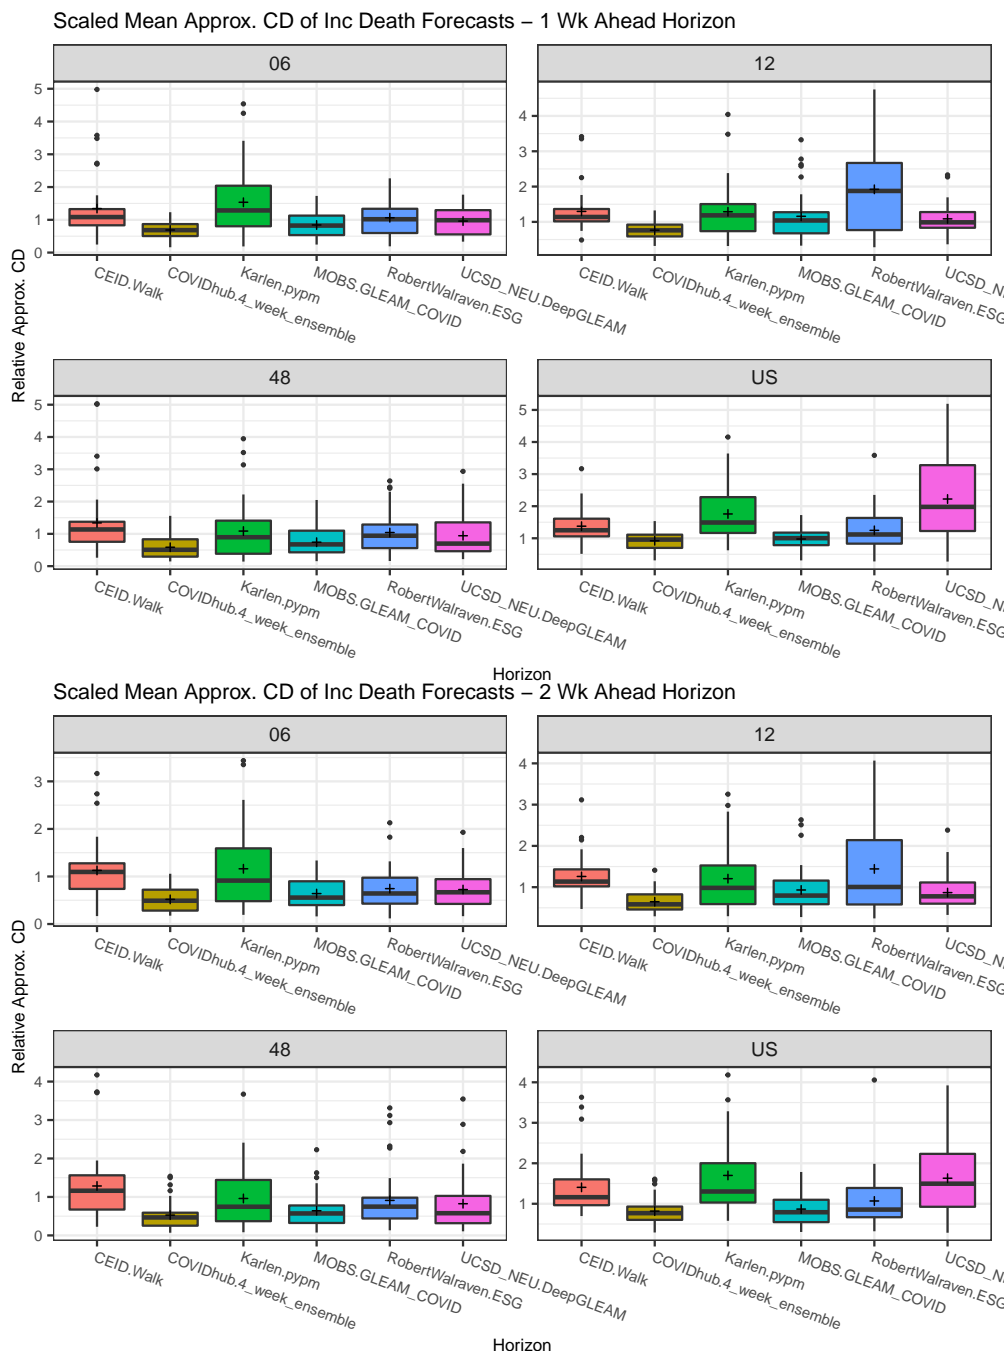 Scaled Mean Approx. CD of Inc Death Forecasts – 1 Wk Ahead Horizon
Relative Approx. CD
06
5
4
3
2
1
0
CEID.Walk
COVIDhub.4_week_ensemble
Karlen.pypm
MOBS.GLEAM_COVID
RobertWalraven.ESG
UCSD_NEU.DeepGLEAM
12
4
3
2
1
CEID.Walk
COVIDhub.4_week_ensemble
Karlen.pypm
MOBS.GLEAM_COVID
RobertWalraven.ESG
UCSD_NE
48
5
4
3
2
1
0
CEID.Walk
COVIDhub.4_week_ensemble
Karlen.pypm
MOBS.GLEAM_COVID
RobertWalraven.ESG
UCSD_NEU.DeepGLEAM
US
5
4
3
2
1
CEID.Walk
COVIDhub.4_week_ensemble
Karlen.pypm
MOBS.GLEAM_COVID
RobertWalraven.ESG
UCSD_NE
Horizon
Scaled Mean Approx. CD of Inc Death Forecasts – 2 Wk Ahead Horizon
Relative Approx. CD
06
3
2
1
0
CEID.Walk
COVIDhub.4_week_ensemble
Karlen.pypm
MOBS.GLEAM_COVID
RobertWalraven.ESG
UCSD_NEU.DeepGLEAM
12
4
3
2
1
CEID.Walk
COVIDhub.4_week_ensemble
Karlen.pypm
MOBS.GLEAM_COVID
RobertWalraven.ESG
UCSD_NE
48
4
3
2
1
0
CEID.Walk
COVIDhub.4_week_ensemble
Karlen.pypm
MOBS.GLEAM_COVID
RobertWalraven.ESG
UCSD_NEU.DeepGLEAM
US
4
3
2
1
CEID.Walk
COVIDhub.4_week_ensemble
Karlen.pypm
MOBS.GLEAM_COVID
RobertWalraven.ESG
UCSD_NE
Horizon